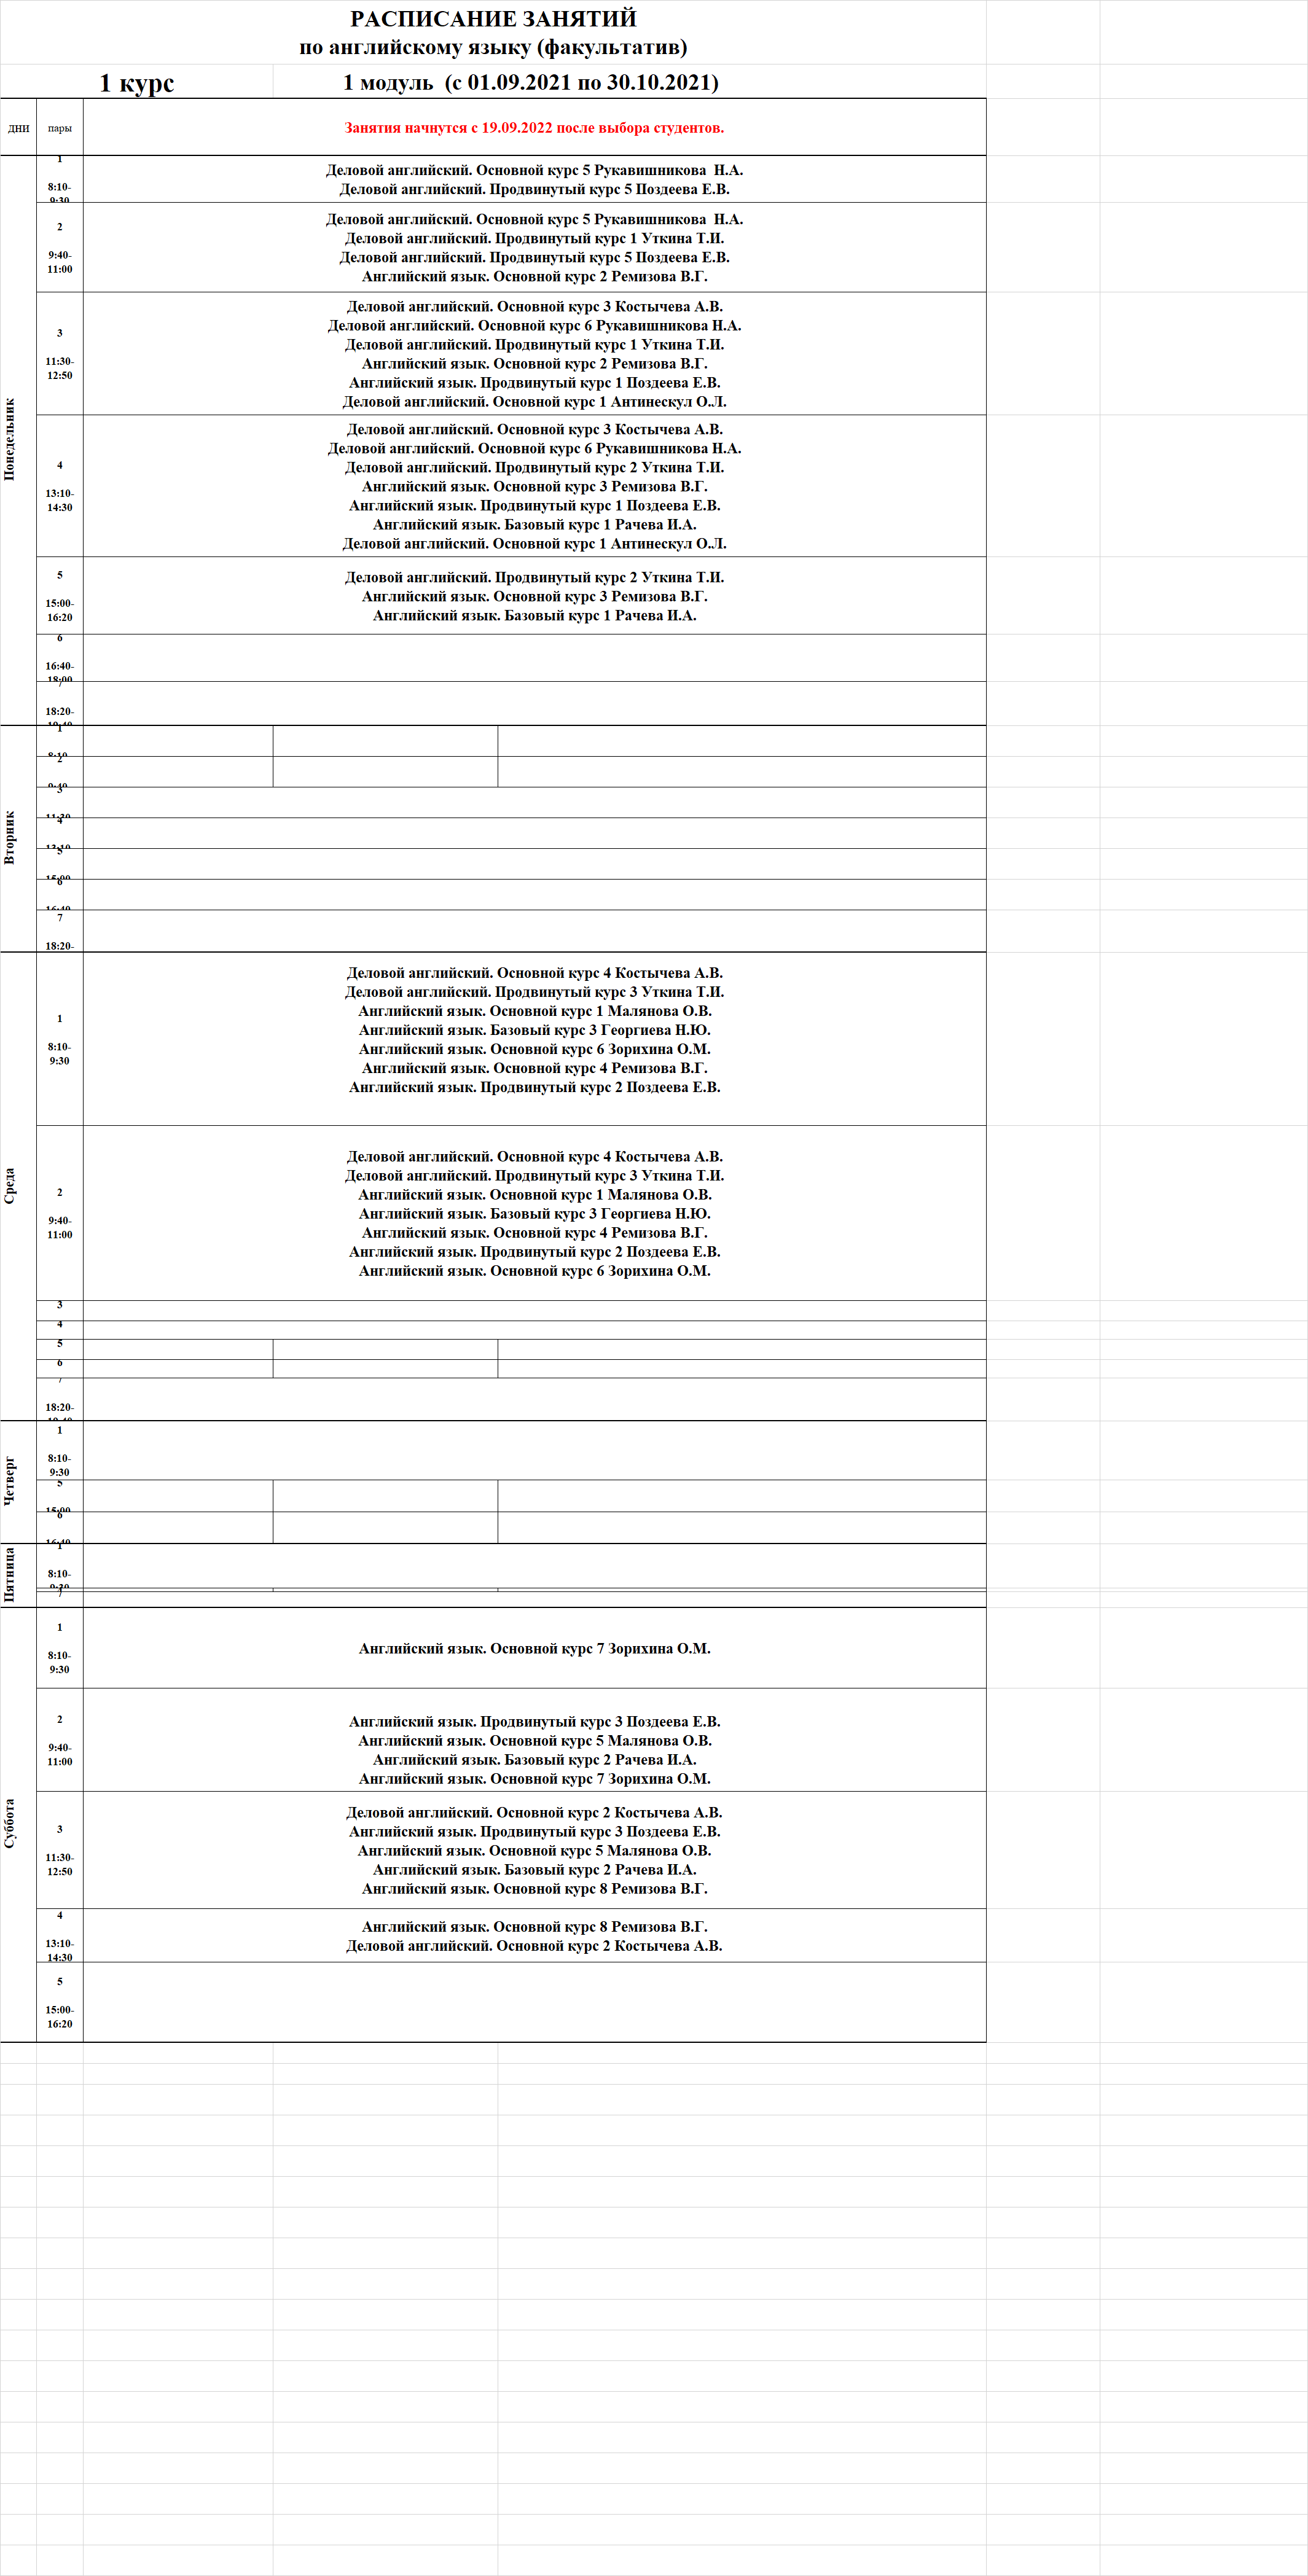 РАСПИСАНИЕ ЗАНЯТИЙ
по английскому языку (факультатив)
1 курс
1 модуль (с 01.09.2021 по 30.10.2021)
дни
пары
Занятия начнутся с 19.09.2022 после выбора студентов.
Понедельник
1
8:10-
9:30
Деловой английский. Основной курс 5 Рукавишникова Н.А.
Деловой английский. Продвинутый курс 5 Поздеева Е.В.
2
9:40-
11:00
Деловой английский. Основной курс 5 Рукавишникова Н.А.
Деловой английский. Продвинутый курс 1 Уткина Т.И.
Деловой английский. Продвинутый курс 5 Поздеева Е.В.
Английский язык. Основной курс 2 Ремизова В.Г.
3
11:30-
12:50
Деловой английский. Основной курс 3 Костычева А.В.
Деловой английский. Основной курс 6 Рукавишникова Н.А.
Деловой английский. Продвинутый курс 1 Уткина Т.И.
Английский язык. Основной курс 2 Ремизова В.Г.
Английский язык. Продвинутый курс 1 Поздеева Е.В.
Деловой английский. Основной курс 1 Антинескул О.Л.
4
13:10-
14:30
Деловой английский. Основной курс 3 Костычева А.В.
Деловой английский. Основной курс 6 Рукавишникова Н.А.
Деловой английский. Продвинутый курс 2 Уткина Т.И.
Английский язык. Основной курс 3 Ремизова В.Г.
Английский язык. Продвинутый курс 1 Поздеева Е.В.
Английский язык. Базовый курс 1 Рачева И.А.
Деловой английский. Основной курс 1 Антинескул О.Л.
5
15:00-
16:20
Деловой английский. Продвинутый курс 2 Уткина Т.И.
Английский язык. Основной курс 3 Ремизова В.Г.
Английский язык. Базовый курс 1 Рачева И.А.
6
16:40-
18:00
7
18:20-
19:40
Вторник
1
8:10-
2
9:40-
3
11:30-
4
13:10-
5
15:00-
6
16:40-
7
18:20-
Среда
1
8:10-
9:30
Деловой английский. Основной курс 4 Костычева А.В.
Деловой английский. Продвинутый курс 3 Уткина Т.И.
Английский язык. Основной курс 1 Малянова О.В.
Английский язык. Базовый курс 3 Георгиева Н.Ю.
Английский язык. Основной курс 6 Зорихина О.М.
Английский язык. Основной курс 4 Ремизова В.Г.
Английский язык. Продвинутый курс 2 Поздеева Е.В.
2
9:40-
11:00
Деловой английский. Основной курс 4 Костычева А.В.
Деловой английский. Продвинутый курс 3 Уткина Т.И.
Английский язык. Основной курс 1 Малянова О.В.
Английский язык. Базовый курс 3 Георгиева Н.Ю.
Английский язык. Основной курс 4 Ремизова В.Г.
Английский язык. Продвинутый курс 2 Поздеева Е.В.
Английский язык. Основной курс 6 Зорихина О.М.
3
4
5
6
7
18:20-
19:40
Четверг
1
8:10-
9:30
5
15:00-
6
16:40-
Пятница
1
8:10-
9:30
7
Суббота
1
8:10-
9:30
Английский язык. Основной курс 7 Зорихина О.М.
2
9:40-
11:00
Английский язык. Продвинутый курс 3 Поздеева Е.В.
Английский язык. Основной курс 5 Малянова О.В.
Английский язык. Базовый курс 2 Рачева И.А.
Английский язык. Основной курс 7 Зорихина О.М.
3
11:30-
12:50
Деловой английский. Основной курс 2 Костычева А.В.
Английский язык. Продвинутый курс 3 Поздеева Е.В.
Английский язык. Основной курс 5 Малянова О.В.
Английский язык. Базовый курс 2 Рачева И.А.
Английский язык. Основной курс 8 Ремизова В.Г.
4
13:10-
14:30
Английский язык. Основной курс 8 Ремизова В.Г.
Деловой английский. Основной курс 2 Костычева А.В.
5
15:00-
16:20